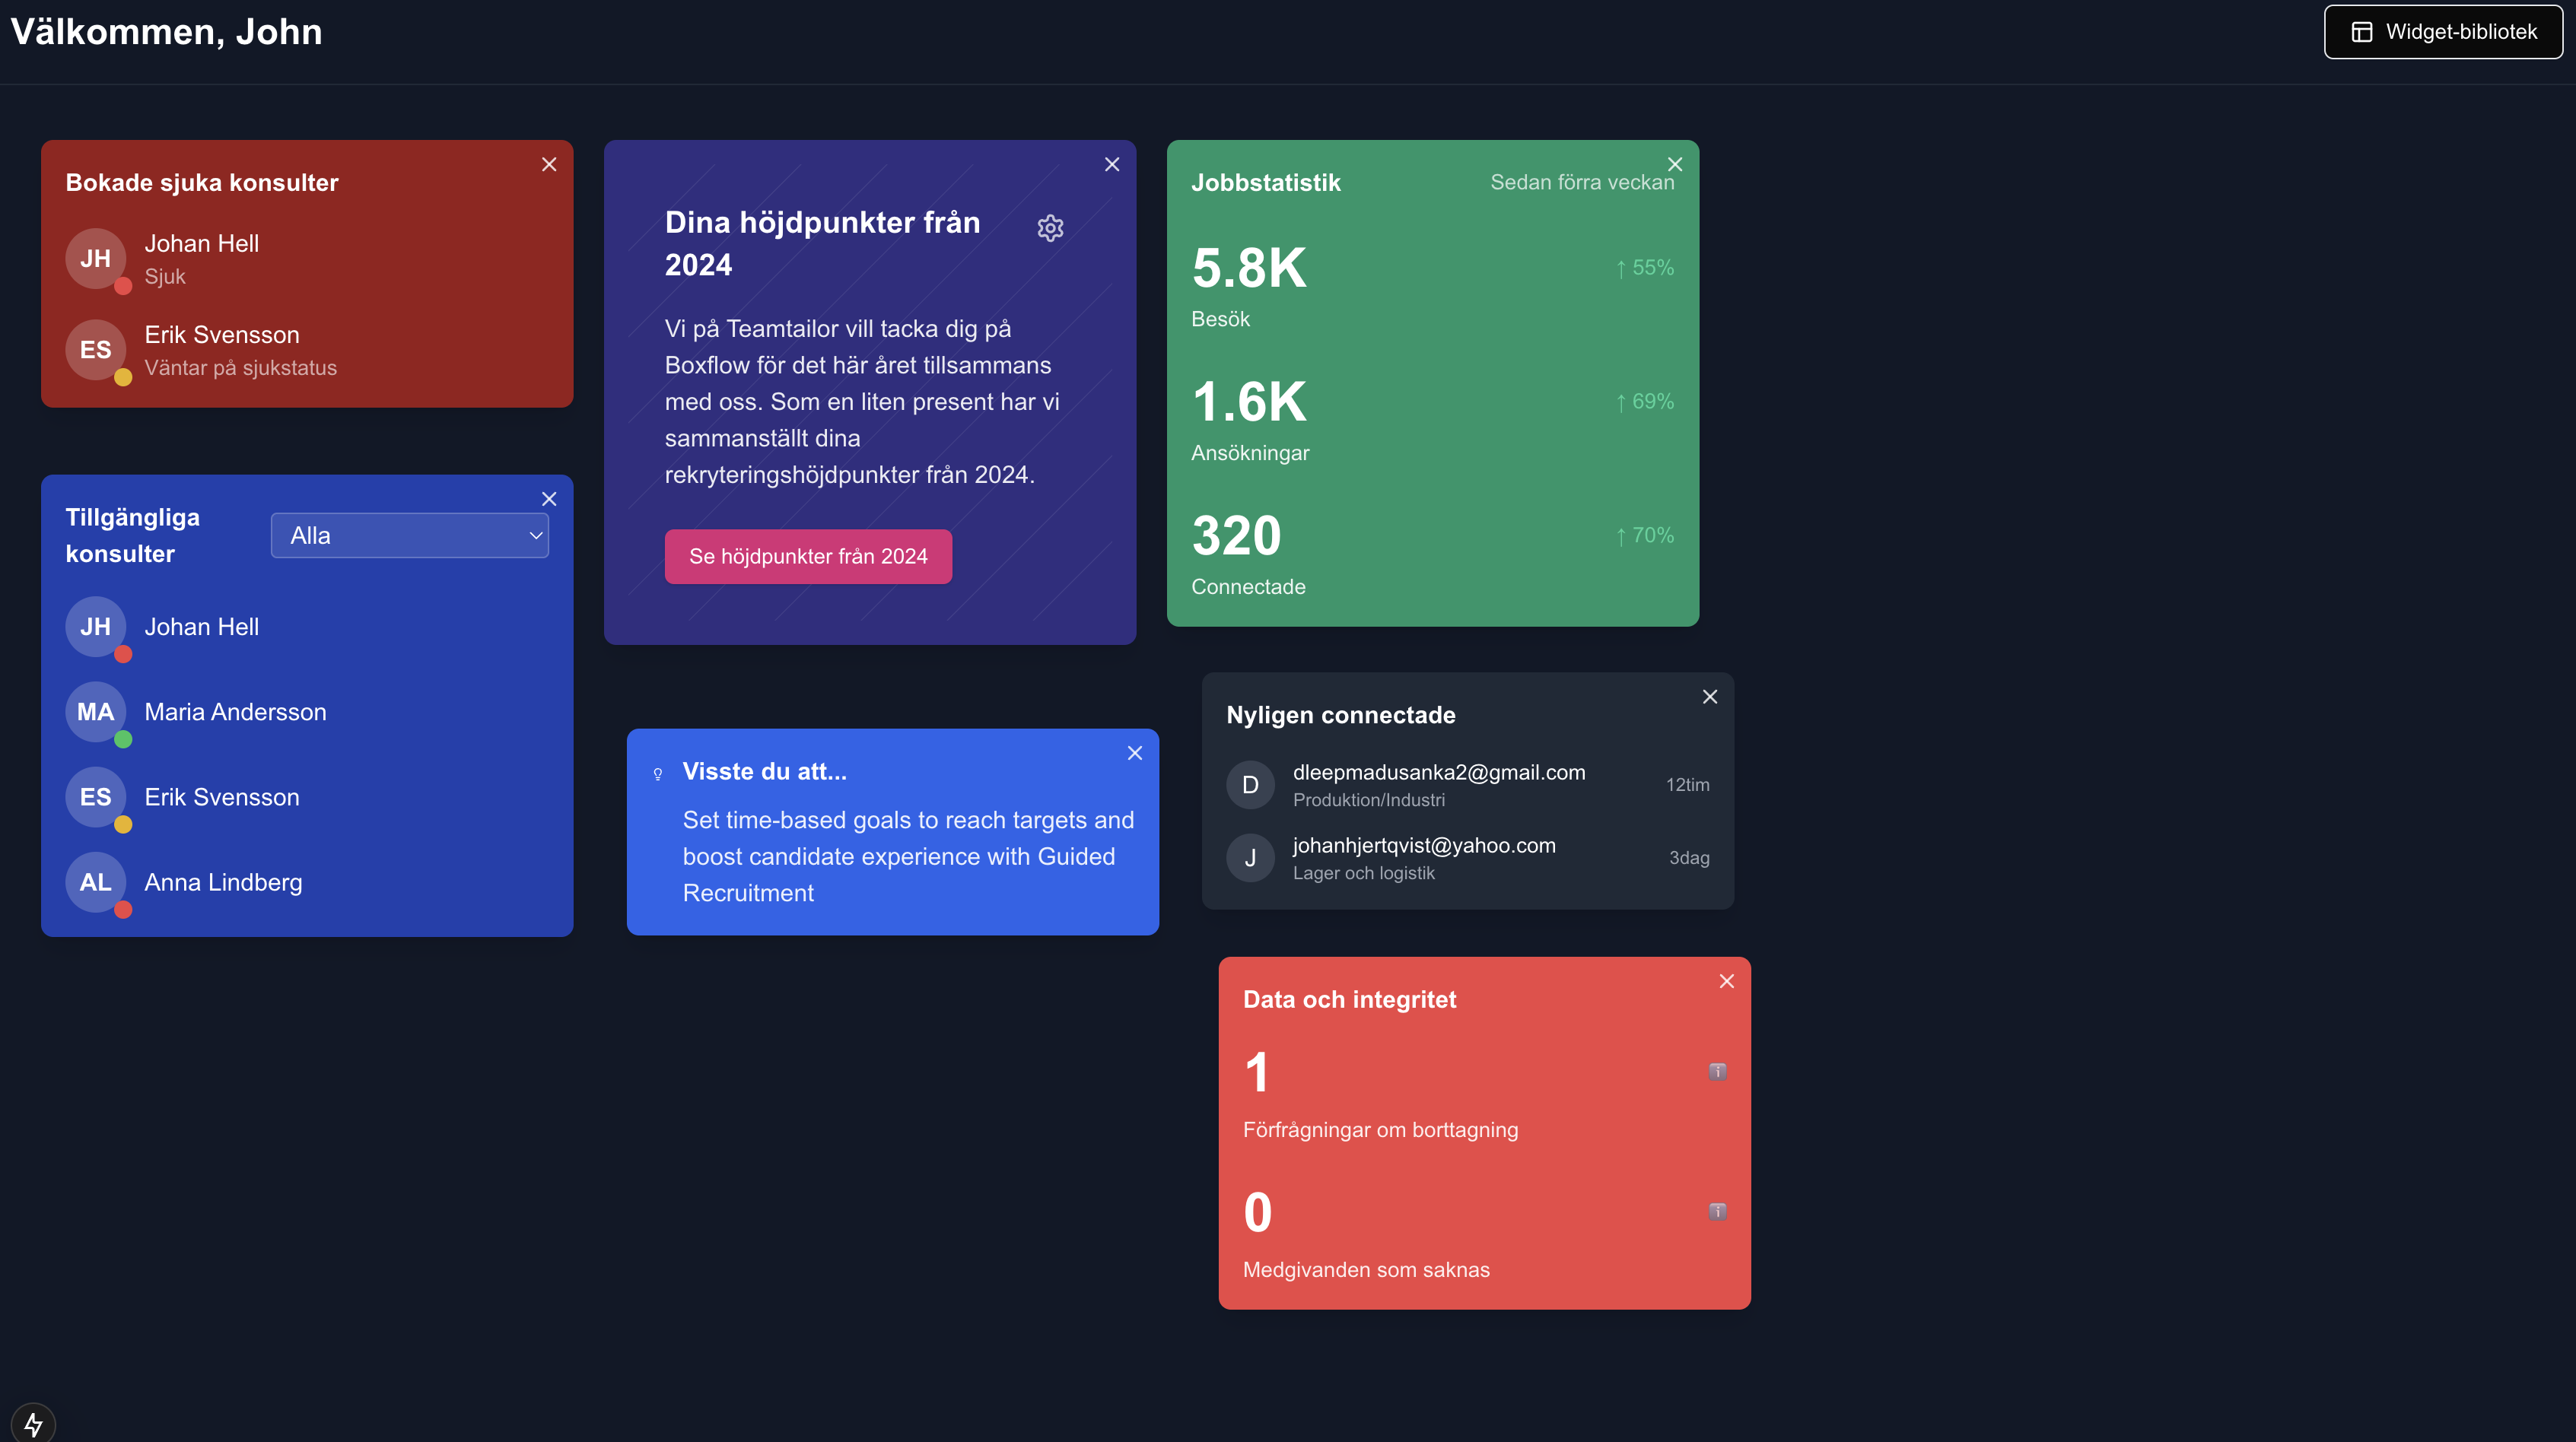 Välkommen, John
Widget-bibliotek
Bokade sjuka konsulter
JH
Johan Hell
Sjuk
ES
Erik Svensson
Väntar på sjukstatus
Tillgängliga
konsulter
Alla
JH
Johan Hell
MA
Maria Andersson
ES
Erik Svensson
AL
Anna Lindberg
Dina höjdpunkter från
2024
Vi på Teamtailor vill tacka dig på
Boxflow för det här året tillsammans
med oss. Som en liten present har vi
sammanställt dina
rekryteringshöjdpunkter från 2024.
Se höjdpunkter från 2024
Visste du att...
Set time-based goals to reach targets and
boost candidate experience with Guided
Recruitment
Jobbstatistik
Sedan förra veckan
5.8K
↑ 55%
Besök
1.6K
↑ 69%
Ansökningar
320
↑ 70%
Connectade
Nyligen connectade
D
dleepmadusanka2@gmail.com
Produktion/Industri
12tim
J
johanhjertqvist@yahoo.com
Lager och logistik
3dag
Data och integritet
1
i
Förfrågningar om borttagning
0
i
Medgivanden som saknas